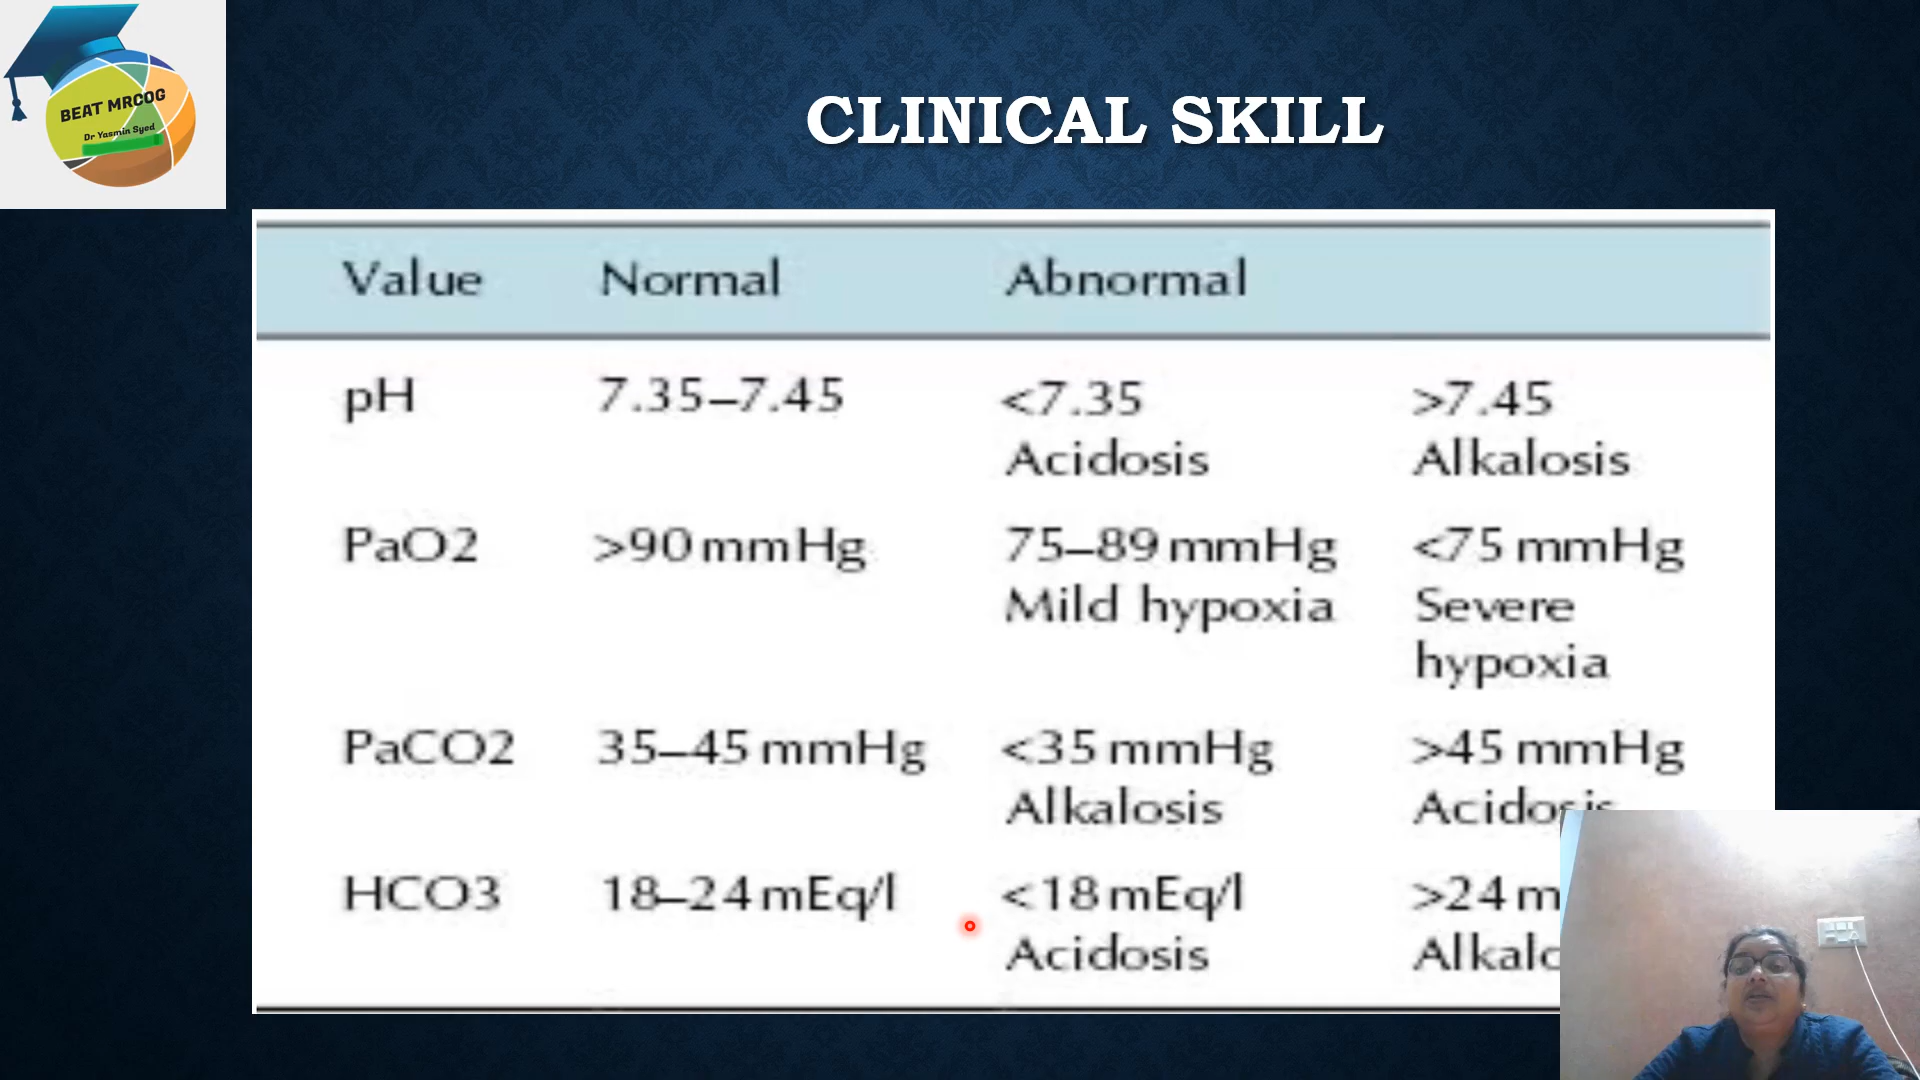 BEAT MRCOG
Dr Yasmin Syed
CLINICAL SKILL
Value Normal Abnormal
pH 7.35–7.45 <7.35 >7.45
Acidosis Alkalosis
PaO2 >90 mmHg 75–89 mmHg <75 mmHg
Mild hypoxia Severe
hypoxia
PaCO2 35–45 mmHg <35 mmHg >45 mmHg
Alkalosis Acidosis
HCO3 18–24 mEq/l <18 mEq/l >24 m
Acidosis